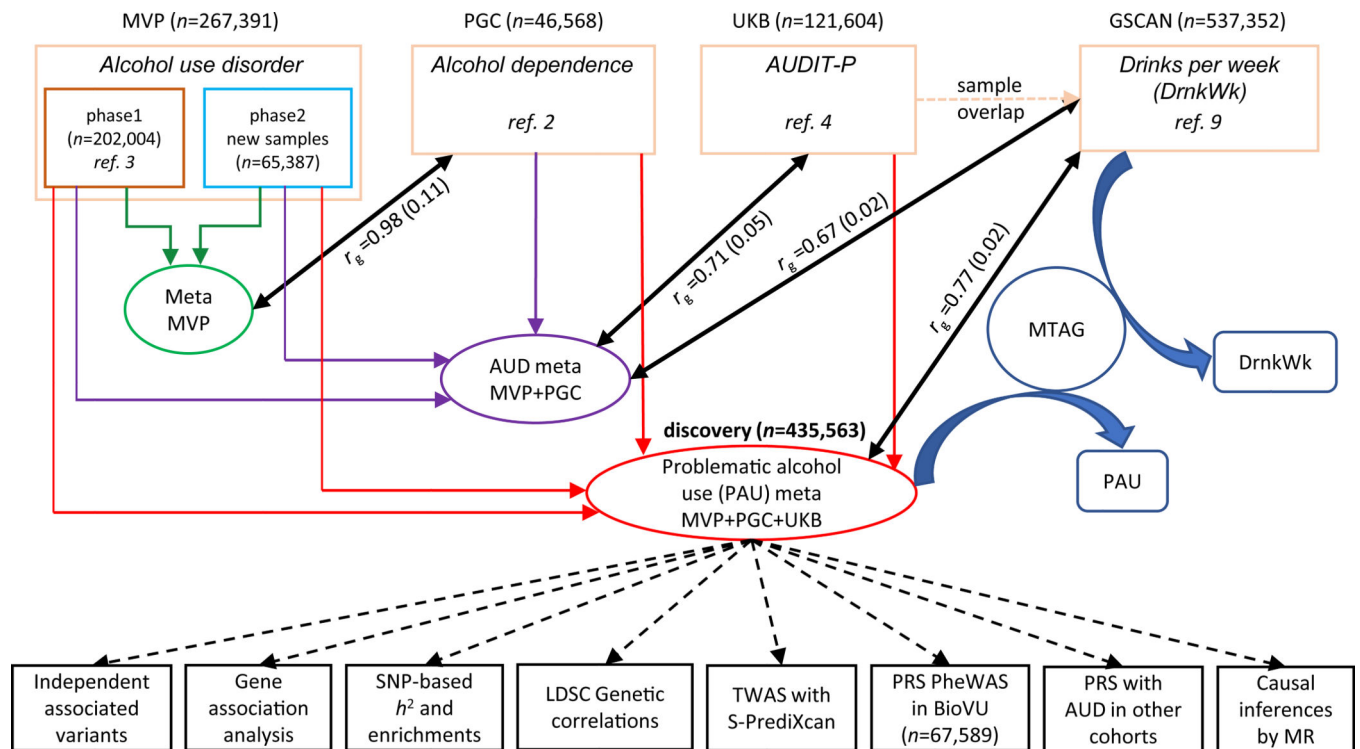 MVP (n=267,391)
PGC (n=46,568)
UKB (n=121,604)
GSCAN (n=537,352)
Alcohol use disorder
phase1
(n=202,004)
ref. 3
phase2
new samples
(n=65,387)
Alcohol dependence
ref. 2
AUDIT-P
ref. 4
sample
overlap
Drinks per week
(DrnkWk)
ref. 9
rg=0.98 (0.11)
rg=0.71 (0.05)
rg=0.67 (0.02)
rg=0.77 (0.02)
Meta
MVP
AUD meta
MVP+PGC
MTAG
DrnkWk
PAU
discovery (n=435,563)
Problematic alcohol
use (PAU) meta
MVP+PGC+UKB
Independent
associated
variants
Gene
association
analysis
SNP-based
h² and
enrichments
LDSC Genetic
correlations
TWAS with
S-PrediXcan
PRS PheWAS
in BioVU
(n=67,589)
PRS with
AUD in other
cohorts
Causal
inferences
by MR